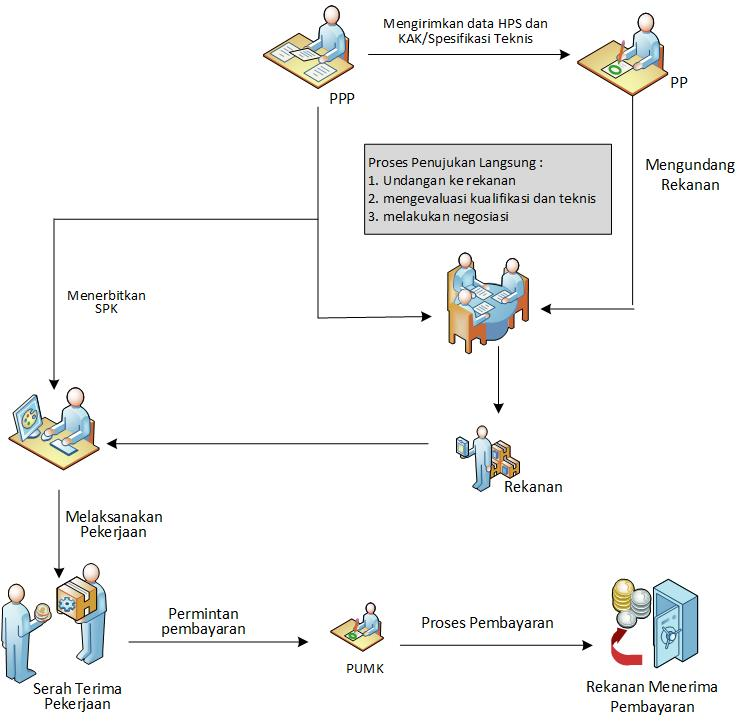 Mengirimkan data HPS dan
KAK/Spesifikasi Teknis
PPP
PP
Proses Penujukan Langsung :
1. Undangan ke rekanan
2. mengevaluasi kualifikasi dan teknis
3. melakukan negosiasi
Mengundang
Rekanan
Menerbitkan
SPK
Rekanan
Melaksanakan
Pekerjaan
Permintan
pembayaran
Proses Pembayaran
PUMK
Serah Terima
Pekerjaan
Rekanan Menerima
Pembayaran